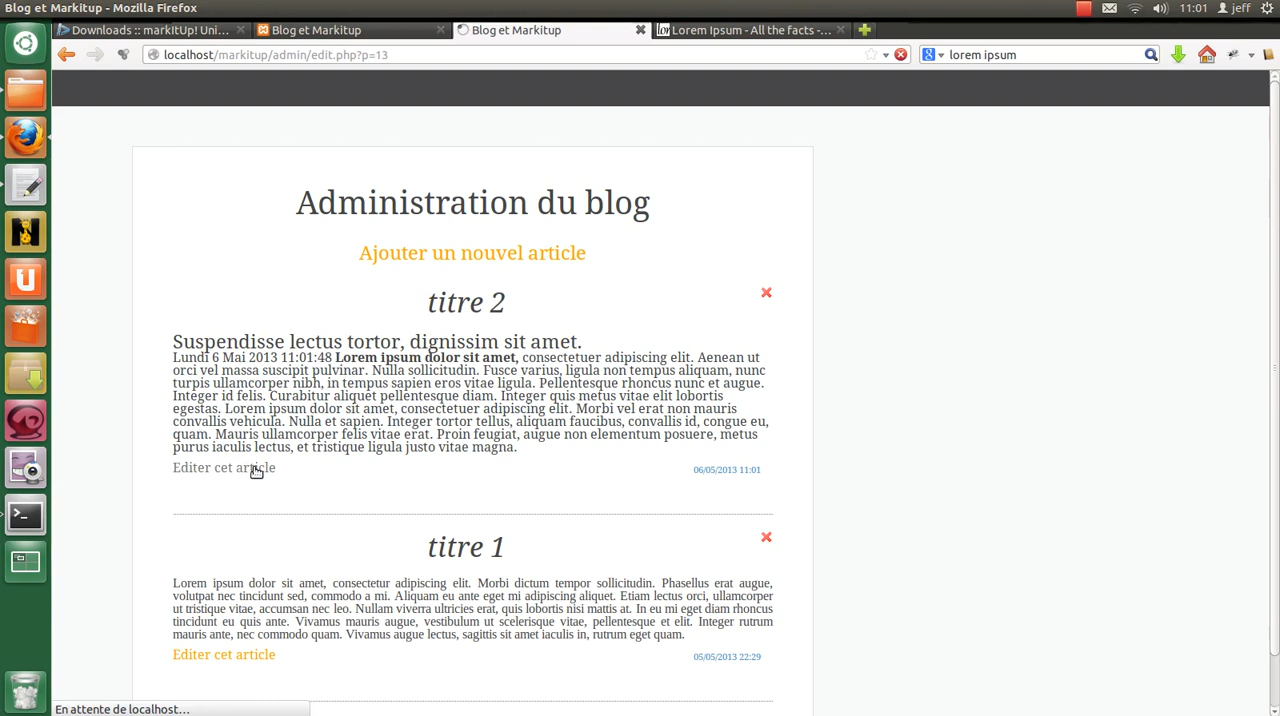 Blog et Markitup - Mozilla Firefox
11:01 jeff
Downloads :: markItUp! Uni...
Blog et Markitup
Blog et Markitup
Lorem Ipsum - All the facts -...
localhost/markitup/admin/edit.php?p=13
lorem ipsum
Administration du blog
Ajouter un nouvel article
titre 2
Suspendisse lectus tortor, dignissim sit amet.
Lundi 6 Mai 2013 11:01:48 Lorem ipsum dolor sit amet, consectetuer adipiscing elit. Aenean ut
orci vel massa suscipit pulvinar. Nulla sollicitudin. Fusce varius, ligula non tempus aliquam, nunc
turpis ullamcorper nibh, in tempus sapien eros vitae ligula. Pellentesque rhoncus nunc et augue.
Integer id felis. Curabitur aliquet pellentesque diam. Integer quis metus vitae elit lobortis
egestas. Lorem ipsum dolor sit amet, consectetuer adipiscing elit. Morbi vel erat non mauris
convallis vehicula. Nulla et sapien. Integer tortor tellus, aliquam faucibus, convallis id, congue eu,
quam. Mauris ullamcorper felis vitae erat. Proin feugiat, augue non elementum posuere, metus
purus iaculis lectus, et tristique ligula justo vitae magna.
Editer cet article
06/05/2013 11:01
titre 1
Lorem ipsum dolor sit amet, consectetur adipiscing elit. Morbi dictum tempor sollicitudin. Phasellus erat augue,
volutpat nec tincidunt sed, commodo a mi. Aliquam eu ante eget mi adipiscing aliquet. Etiam lectus orci, ullamcorper
ut tristique vitae, accumsan nec leo. Nullam viverra ultricies erat, quis lobortis nisi mattis at. In eu mi eget diam rhoncus
tincidunt eu quis ante. Vivamus mauris augue, vestibulum ut scelerisque vitae, pellentesque et elit. Integer rutrum
mauris ante, nec commodo quam. Vivamus augue lectus, sagittis sit amet iaculis in, rutrum eget quam.
Editer cet article
05/05/2013 22:29
En attente de localhost...